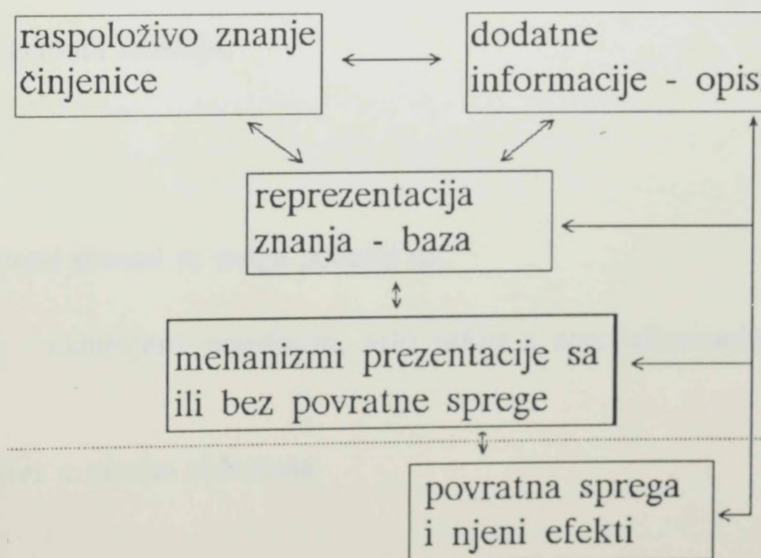 raspoloživo znanje
činjenice
dodatne
informacije - opis
reprezentacija
znanja - baza
mehanizmi prezentacije sa
ili bez povratne sprege
povratna sprega
i njeni efekti